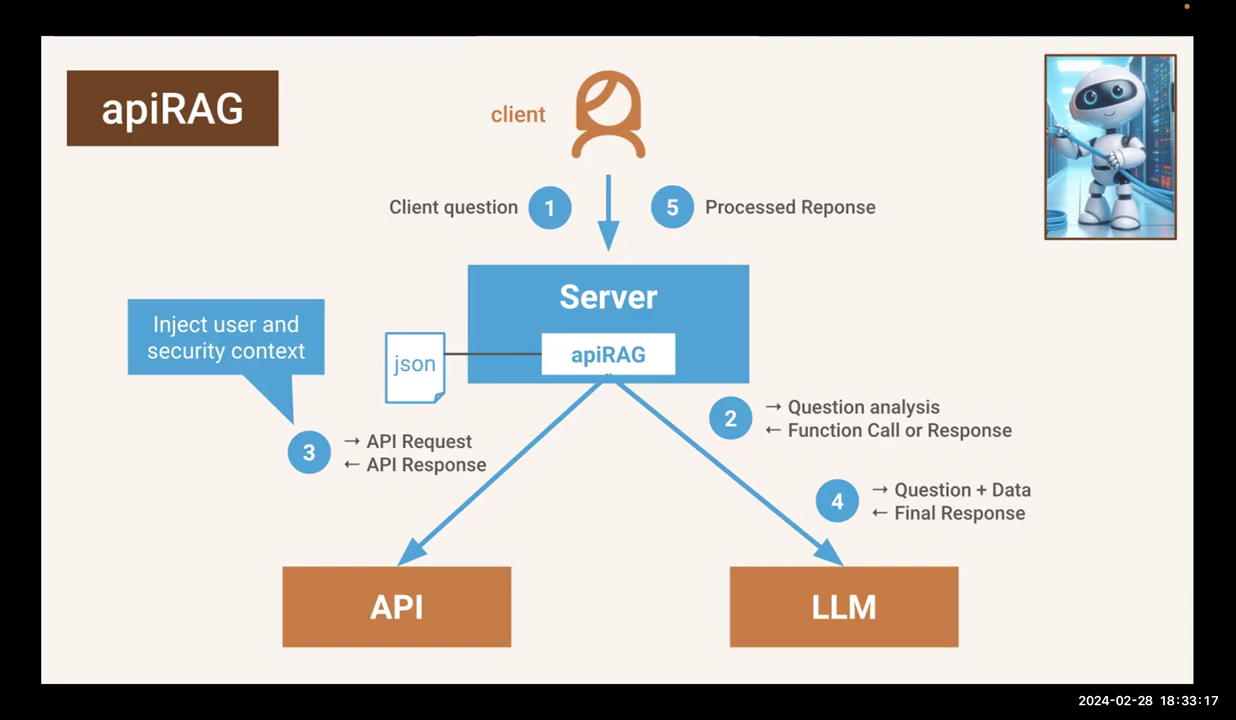 apiRAG
client
Client question
1
5
Processed Reponse
Server
apiRAG
json
Inject user and
security context
2
→ Question analysis
← Function Call or Response
3
→ API Request
← API Response
4
→ Question + Data
← Final Response
API
LLM
2024-02-28 18:33:17